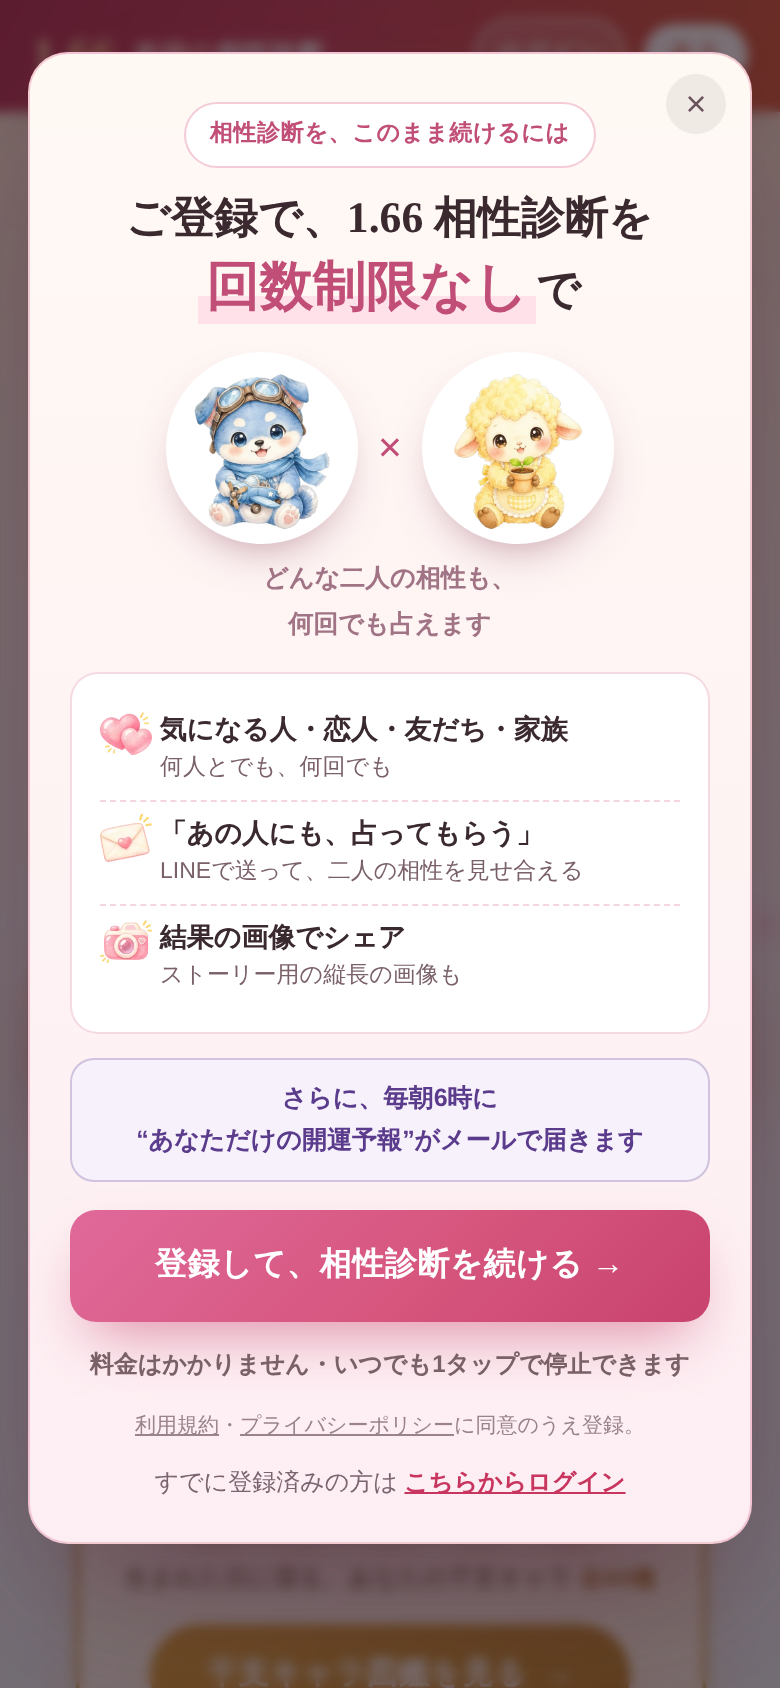 相性診断を、このまま続けるには
×
ご登録で、1.66 相性診断を
回数制限なしで
×
どんな二人の相性も、
何回でも占えます
気になる人・恋人・友だち・家族
何人とでも、何回でも
「あの人にも、占ってもらう」
LINEで送って、二人の相性を見せ合える
結果の画像でシェア
ストーリー用の縦長の画像も
さらに、毎朝6時に
“あなただけの開運予報”がメールで届きます
登録して、相性診断を続ける →
料金はかかりません・いつでも1タップで停止できます
利用規約・プライバシーポリシーに同意のうえ登録。
すでに登録済みの方は こちらからログイン